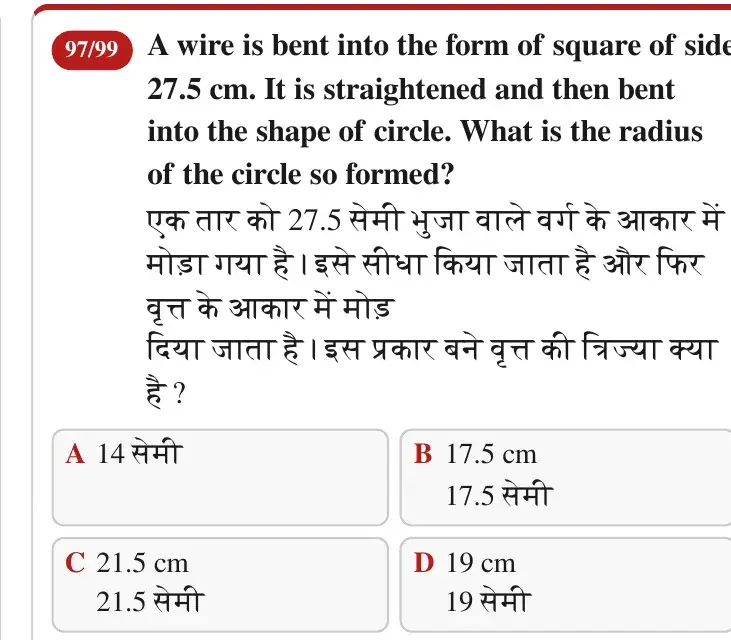 97/99 A wire is bent into the form of square of side
27.5 cm. It is straightened and then bent
into the shape of circle. What is the radius
of the circle so formed?
एक तार को 27.5 सेमी भुजा वाले वर्ग के आकार में
मोड़ा गया है। इसे सीधा किया जाता है और फिर
वृत्त के आकार में मोड़
दिया जाता है। इस प्रकार बने वृत्त की त्रिज्या क्या
है ?
A 14 सेमी
B 17.5 cm
17.5 सेमी
C 21.5 cm
21.5 सेमी
D 19 cm
19 सेमी